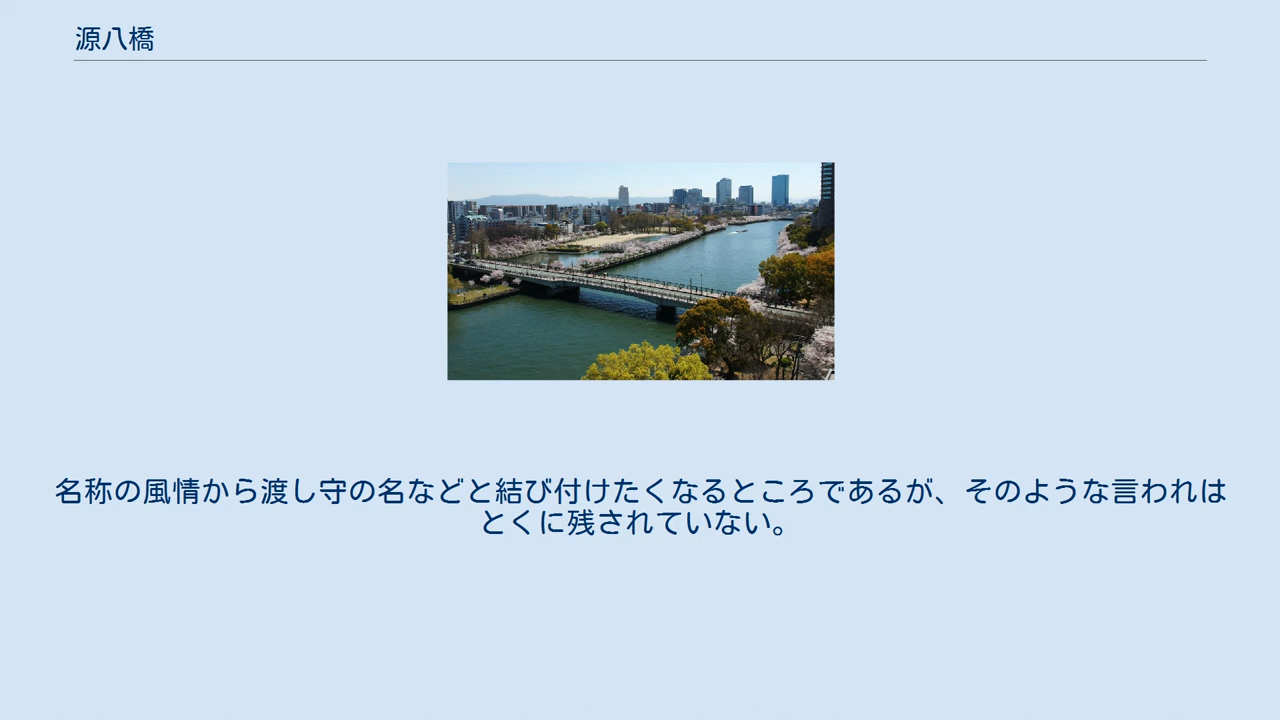 源八橋
名称の風情から渡し守の名などと結び付けたくなるところであるが、そのような言われは
とくに残されていない。